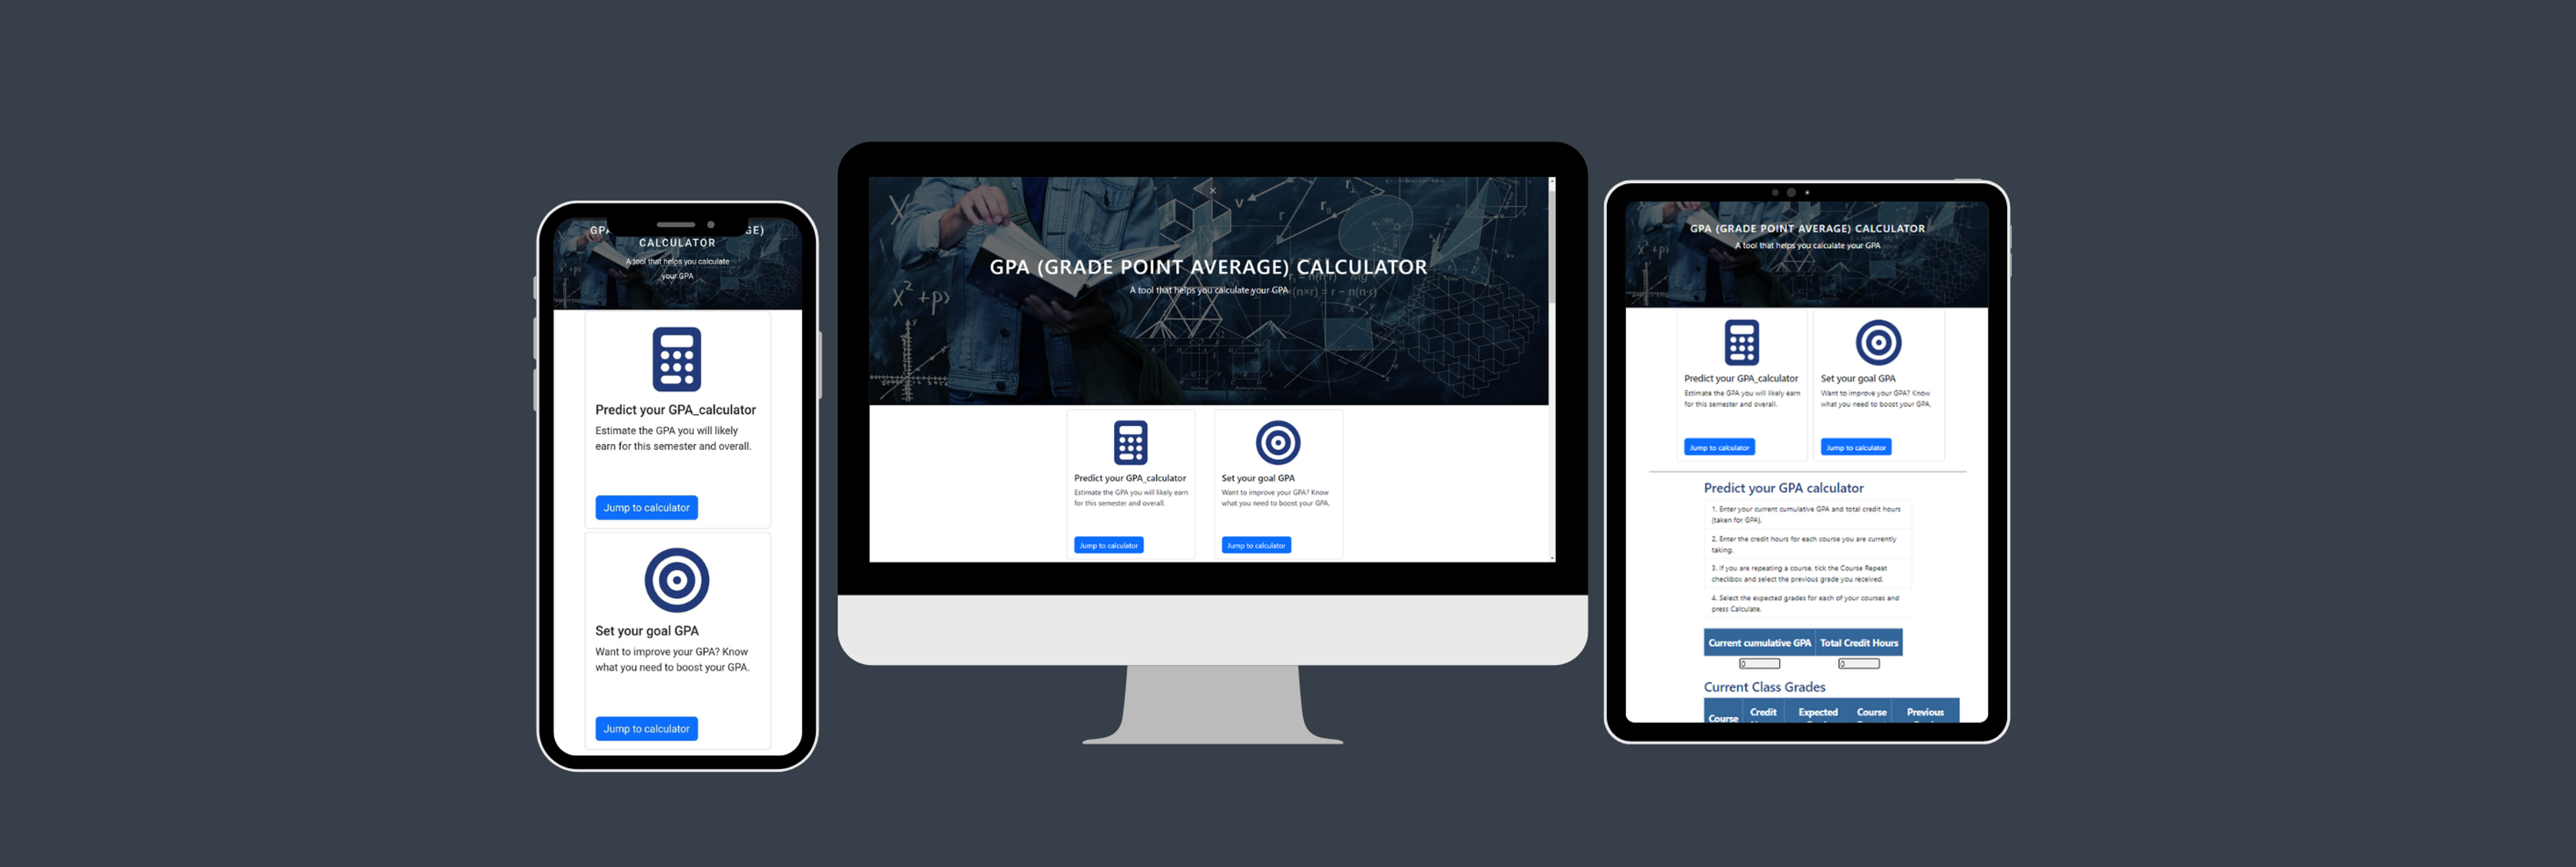 GPA
GE)
CALCULATOR
A tool that helps you calculate
your GPA
Predict your GPA_calculator
Estimate the GPA you will likely
earn for this semester and overall.
Jump to calculator
Set your goal GPA
Want to improve your GPA? Know
what you need to boost your GPA.
Jump to calculator
GPA (GRADE POINT AVERAGE) CALCULATOR
A tool that helps you calculate your GPA
Predict your GPA_calculator
Estimate the GPA you will likely earn
for this semester and overall.
Jump to calculator
Set your goal GPA
Want to improve your GPA? Know
what you need to boost your GPA.
Jump to calculator
GPA (GRADE POINT AVERAGE) CALCULATOR
A tool that helps you calculate your GPA
Predict your GPA_calculator
Estimate the GPA you will likely earn
for this semester and overall.
Jump to calculator
Set your goal GPA
Want to improve your GPA? Know
what you need to boost your GPA.
Jump to calculator
Predict your GPA calculator
1. Enter your current cumulative GPA and total credit hours
(taken for GPA).
2. Enter the credit hours for each course you are currently
taking.
3. If you are repeating a course, tick the Course Repeat
checkbox and select the previous grade you received.
4. Select the expected grades for each of your courses and
press Calculate.
Current cumulative GPA Total Credit Hours
0 0
Current Class Grades
Course Credit Expected Course Previous